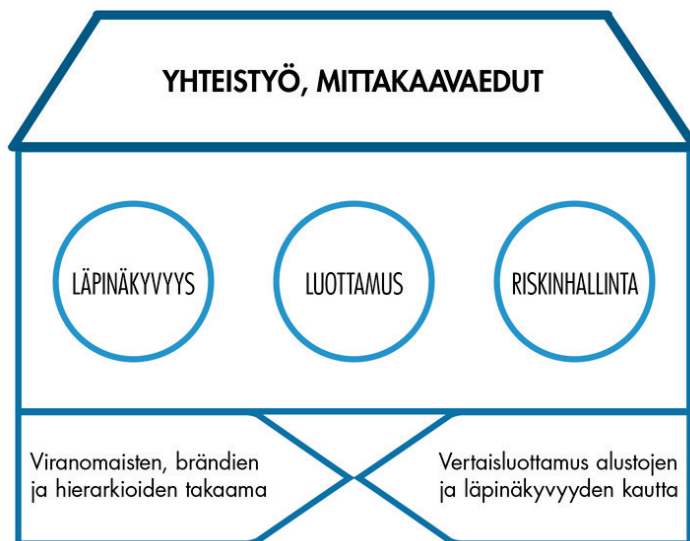 YHTEISTYÖ, MITTAKAAVAEDUT
LÄPINÄKYVYYS
LUOTTAMUS
RISKINHALLINTA
Viranomaisten, brändien
ja hierarkioiden takaama
Vertaisluottamus alustojen
ja läpinäkyvyyden kautta